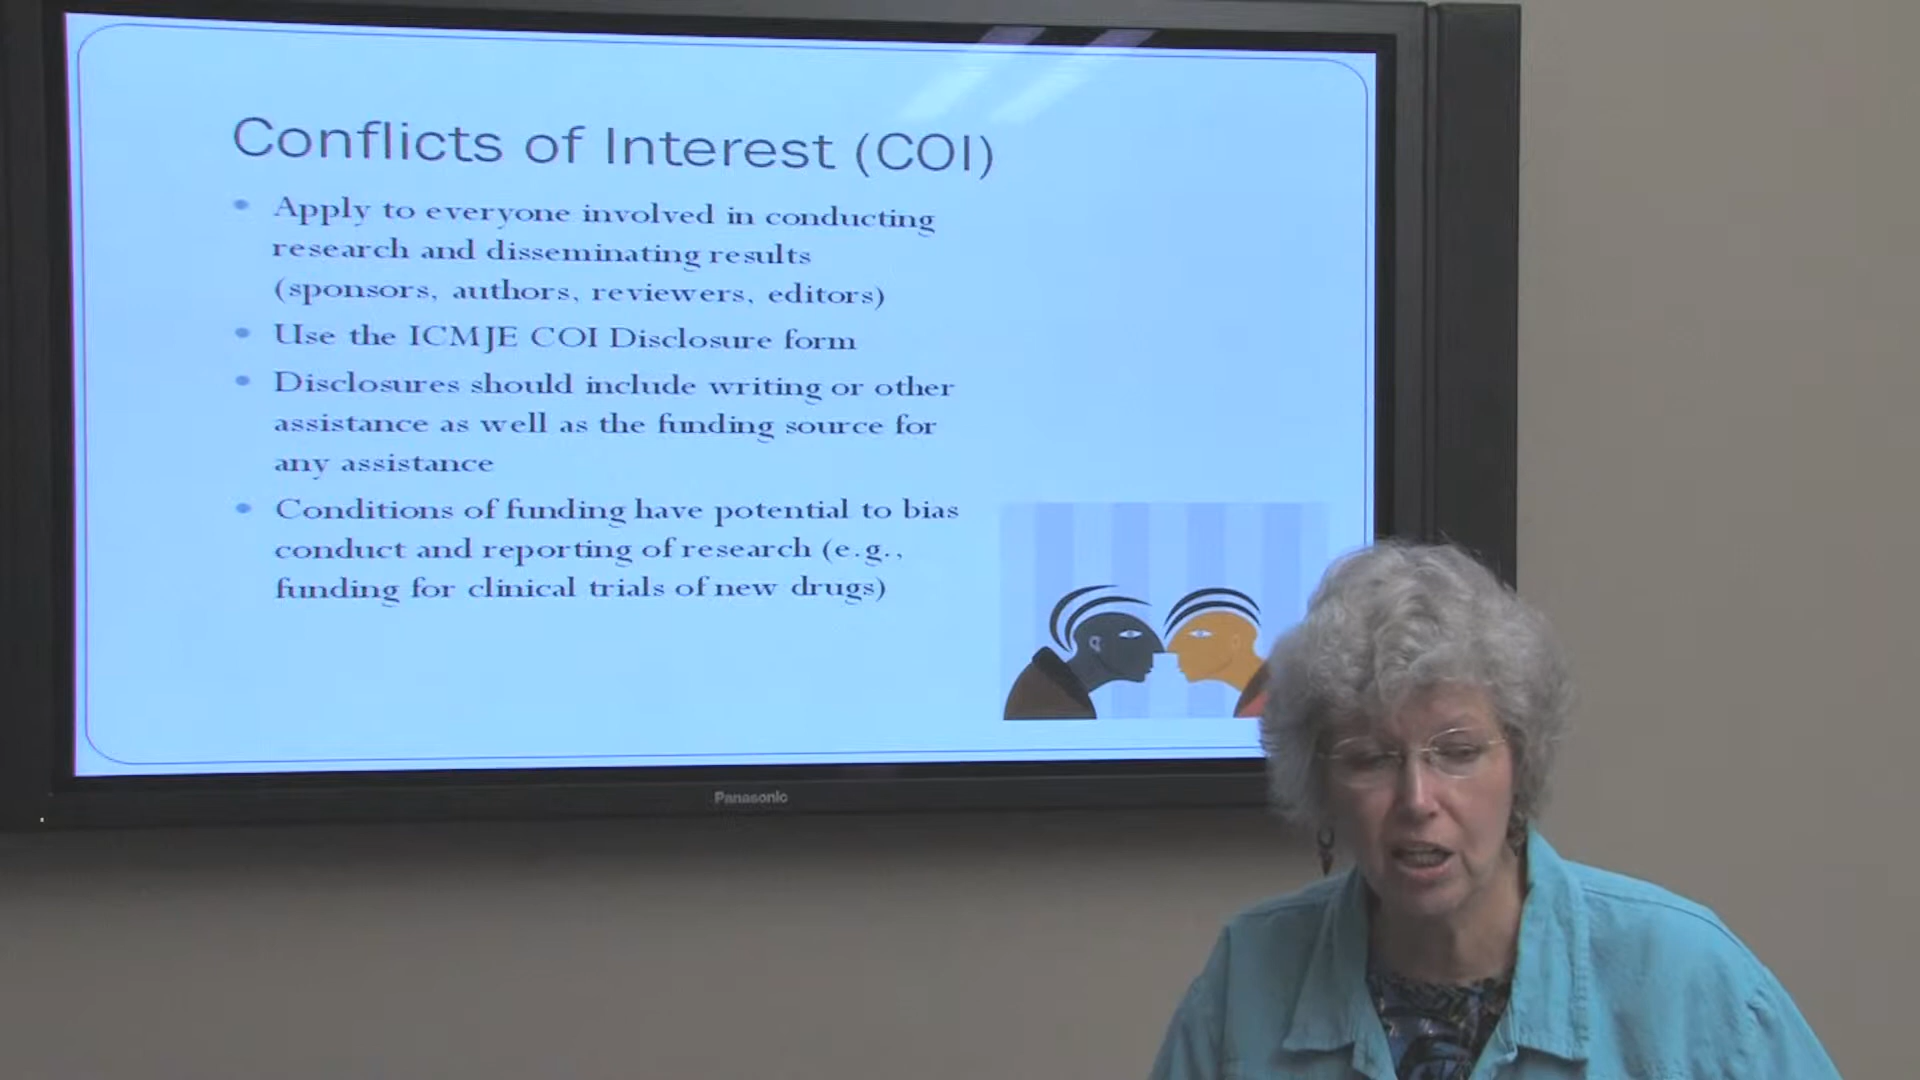 Conflicts of Interest (COI)
• Apply to everyone involved in conducting
research and disseminating results
(sponsors, authors, reviewers, editors)
• Use the ICMJE COI Disclosure form
• Disclosures should include writing or other
assistance as well as the funding source for
any assistance
• Conditions of funding have potential to bias
conduct and reporting of research (e.g.,
funding for clinical trials of new drugs)
Panasonic